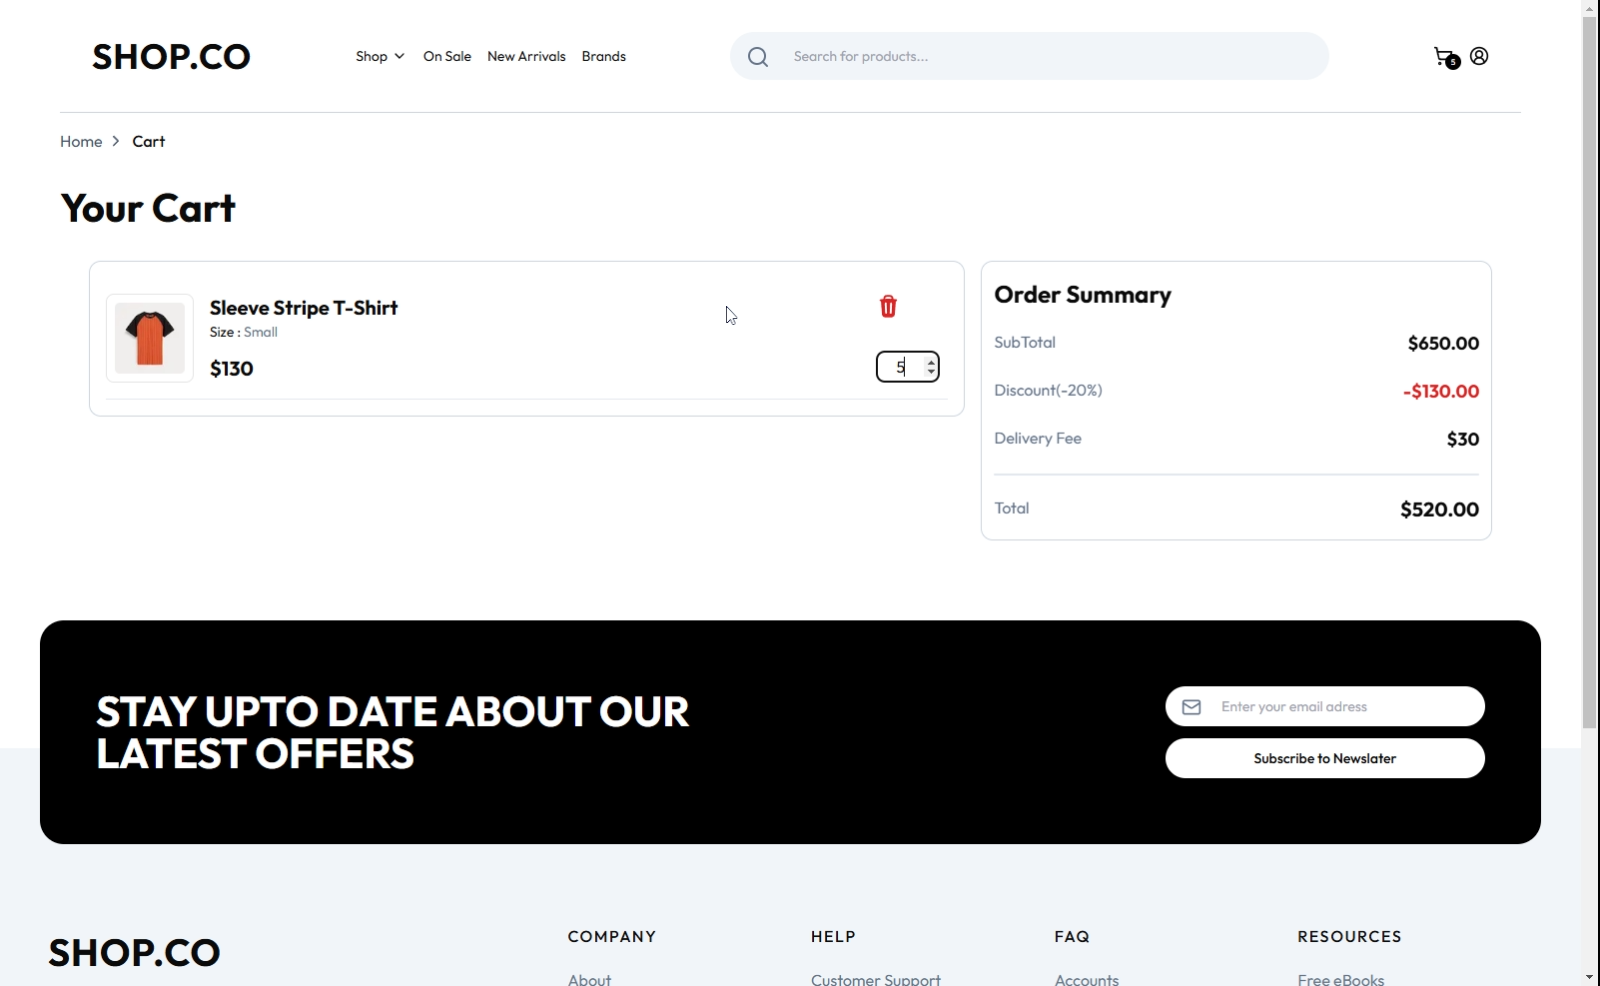 SHOP.CO
Shop On Sale New Arrivals Brands
Search for products...
5
Home > Cart
Your Cart
Sleeve Stripe T-Shirt
Size : Small
$130
5
Order Summary
SubTotal $650.00
Discount(-20%) -$130.00
Delivery Fee $30
Total $520.00
STAY UPTO DATE ABOUT OUR
LATEST OFFERS
Enter your email adress
Subscribe to Newslater
SHOP.CO
COMPANY HELP FAQ RESOURCES
About Customer Support Accounts Free eBooks